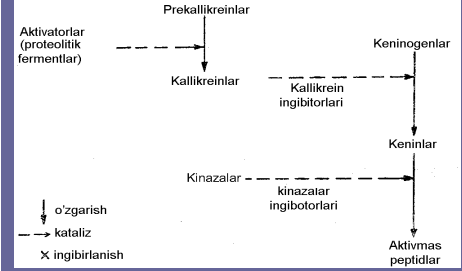 Prekallikreinlar
Aktivatorlar
(proteolitik
fermentlar)
Keninogenlar
Kallikreinlar
Kallikrein
ingibitorlari
Keninlar
Kinazalar
kinazalar
ingibotorlari
o'zgarish
kataliz
ingibirlanish
Aktivmas
peptidlar